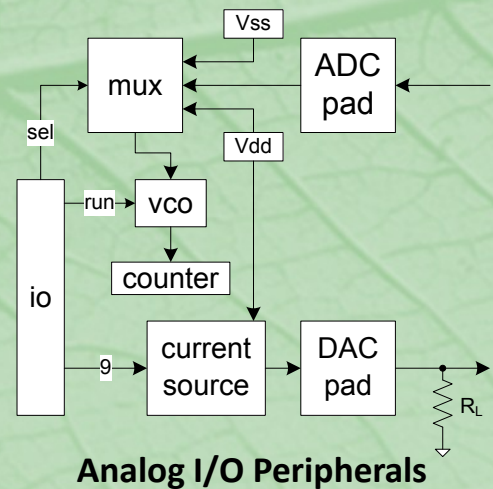 Vss
mux
ADC
pad
sel
Vdd
run
vco
counter
io
9
current
source
DAC
pad
RL
Analog I/O Peripherals